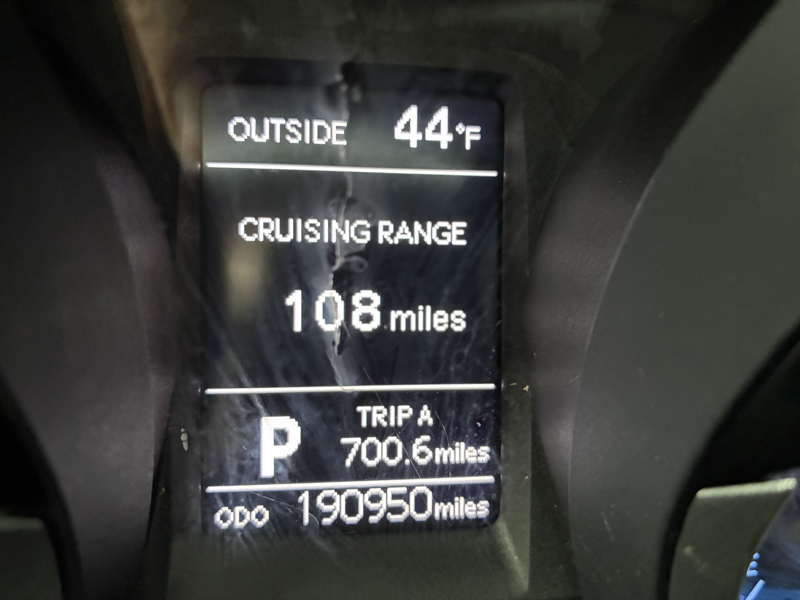 OUTSIDE 44°F
CRUISING RANGE
108 miles
TRIP A
P 700.6 miles
ODO 190950 miles